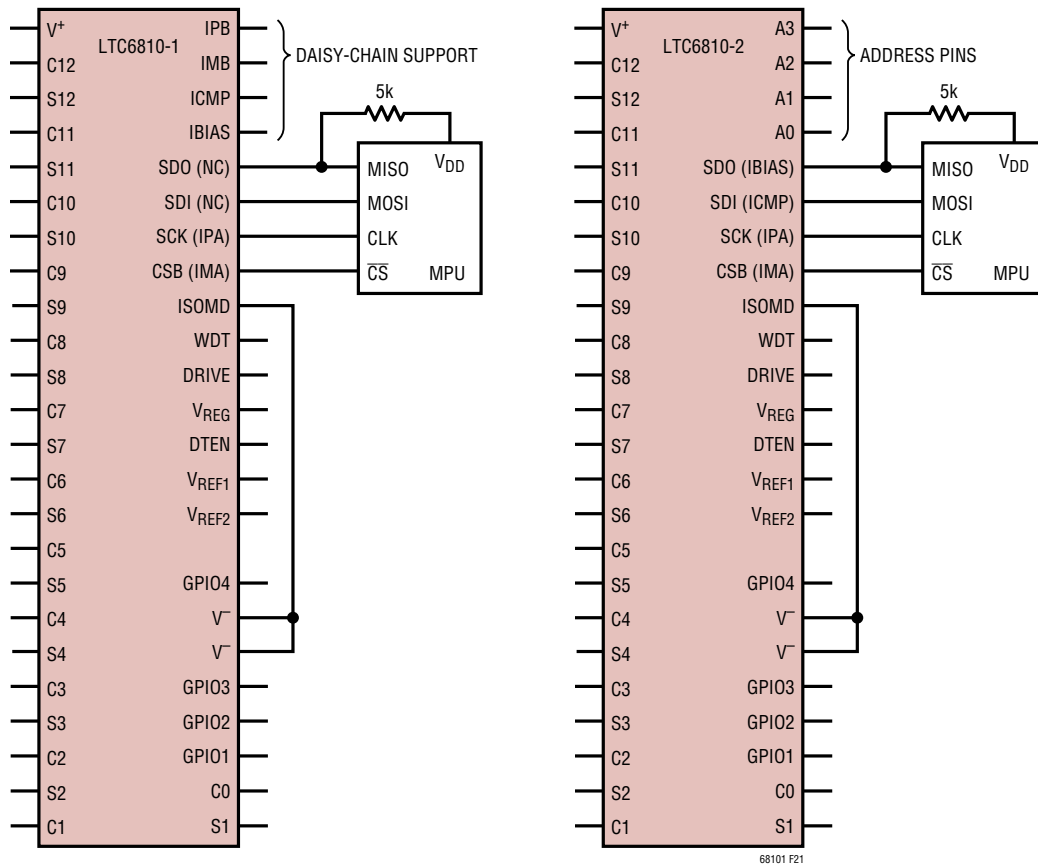 LTC6810-1
V+
C12
S12
C11
S11
C10
S10
C9
S9
C8
S8
C7
S7
C6
S6
C5
S5
C4
S4
C3
S3
C2
S2
C1
IPB
IMB
ICMP
IBIAS
SDO (NC)
SDI (NC)
SCK (IPA)
CSB (IMA)
ISOMD
WDT
DRIVE
VREG
DTEN
VREF1
VREF2
GPIO4
V–
V–
GPIO3
GPIO2
GPIO1
C0
S1
DAISY-CHAIN SUPPORT
5k
MISO
VDD
MOSI
CLK
CS
MPU
LTC6810-2
V+
C12
S12
C11
S11
C10
S10
C9
S9
C8
S8
C7
S7
C6
S6
C5
S5
C4
S4
C3
S3
C2
S2
C1
A3
A2
A1
A0
SDO (IBIAS)
SDI (ICMP)
SCK (IPA)
CSB (IMA)
ISOMD
WDT
DRIVE
VREG
DTEN
VREF1
VREF2
GPIO4
V–
V–
GPIO3
GPIO2
GPIO1
C0
S1
ADDRESS PINS
5k
MISO
VDD
MOSI
CLK
CS
MPU
68101 F21